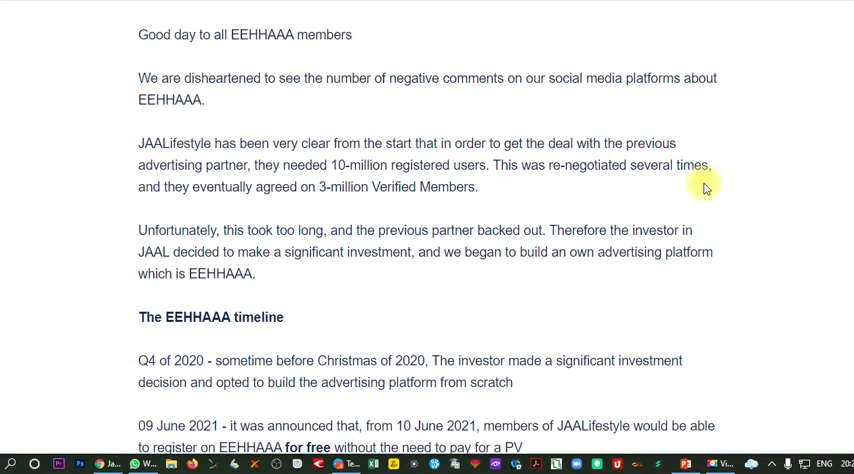 Good day to all EEHHAAA members
We are disheartened to see the number of negative comments on our social media platforms about
EEHHAAA.
JAALifestyle has been very clear from the start that in order to get the deal with the previous
advertising partner, they needed 10-million registered users. This was re-negotiated several times,
and they eventually agreed on 3-million Verified Members.
Unfortunately, this took too long, and the previous partner backed out. Therefore the investor in
JAAL decided to make a significant investment, and we began to build an own advertising platform
which is EEHHAAA.
The EEHHAAA timeline
Q4 of 2020 - sometime before Christmas of 2020, The investor made a significant investment
decision and opted to build the advertising platform from scratch
09 June 2021 - it was announced that, from 10 June 2021, members of JAALifestyle would be able
to register on EEHHAAA for free without the need to pay for a PV
Pr Ps Ja... W... Te... Vi... ENG 20:2